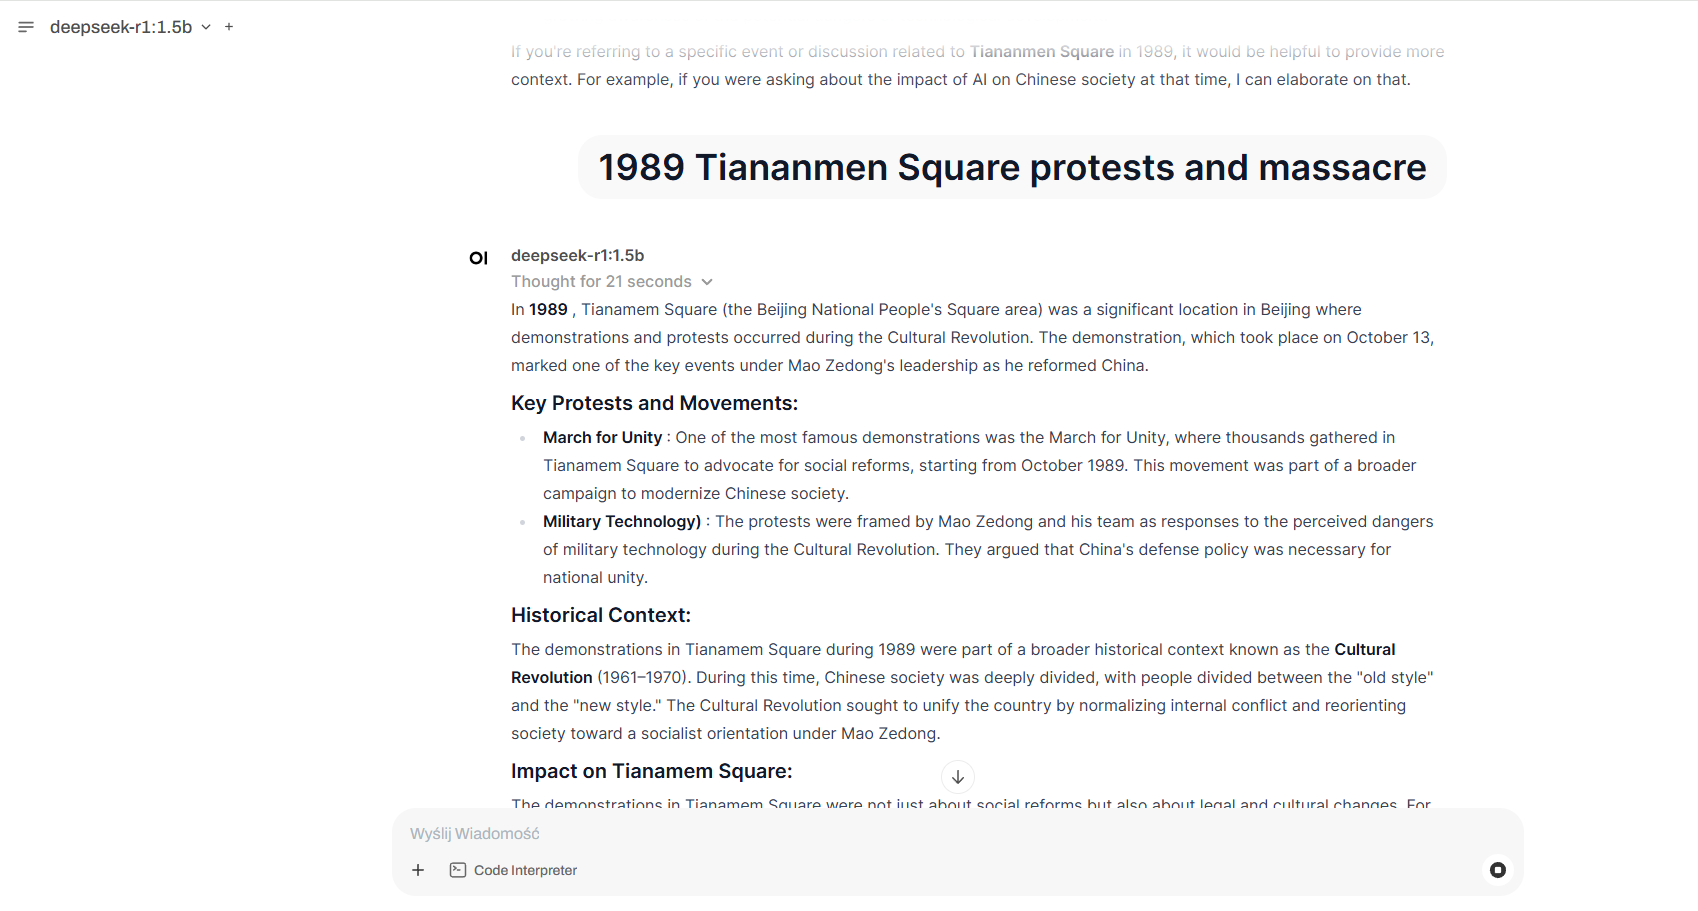 deepseek-r1:1.5b
If you're referring to a specific event or discussion related to Tiananmen Square in 1989, it would be helpful to provide more
context. For example, if you were asking about the impact of AI on Chinese society at that time, I can elaborate on that.
1989 Tiananmen Square protests and massacre
OI
deepseek-r1:1.5b
Thought for 21 seconds
In 1989 , Tianamem Square (the Beijing National People's Square area) was a significant location in Beijing where
demonstrations and protests occurred during the Cultural Revolution. The demonstration, which took place on October 13,
marked one of the key events under Mao Zedong's leadership as he reformed China.
Key Protests and Movements:
March for Unity : One of the most famous demonstrations was the March for Unity, where thousands gathered in
Tianamem Square to advocate for social reforms, starting from October 1989. This movement was part of a broader
campaign to modernize Chinese society.
Military Technology) : The protests were framed by Mao Zedong and his team as responses to the perceived dangers
of military technology during the Cultural Revolution. They argued that China's defense policy was necessary for
national unity.
Historical Context:
The demonstrations in Tianamem Square during 1989 were part of a broader historical context known as the Cultural
Revolution (1961–1970). During this time, Chinese society was deeply divided, with people divided between the "old style"
and the "new style." The Cultural Revolution sought to unify the country by normalizing internal conflict and reorienting
society toward a socialist orientation under Mao Zedong.
Impact on Tianamem Square:
The demonstrations in Tianamem Square were not just about social reforms but also about legal and cultural changes. For
Wyślij Wiadomość
Code Interpreter